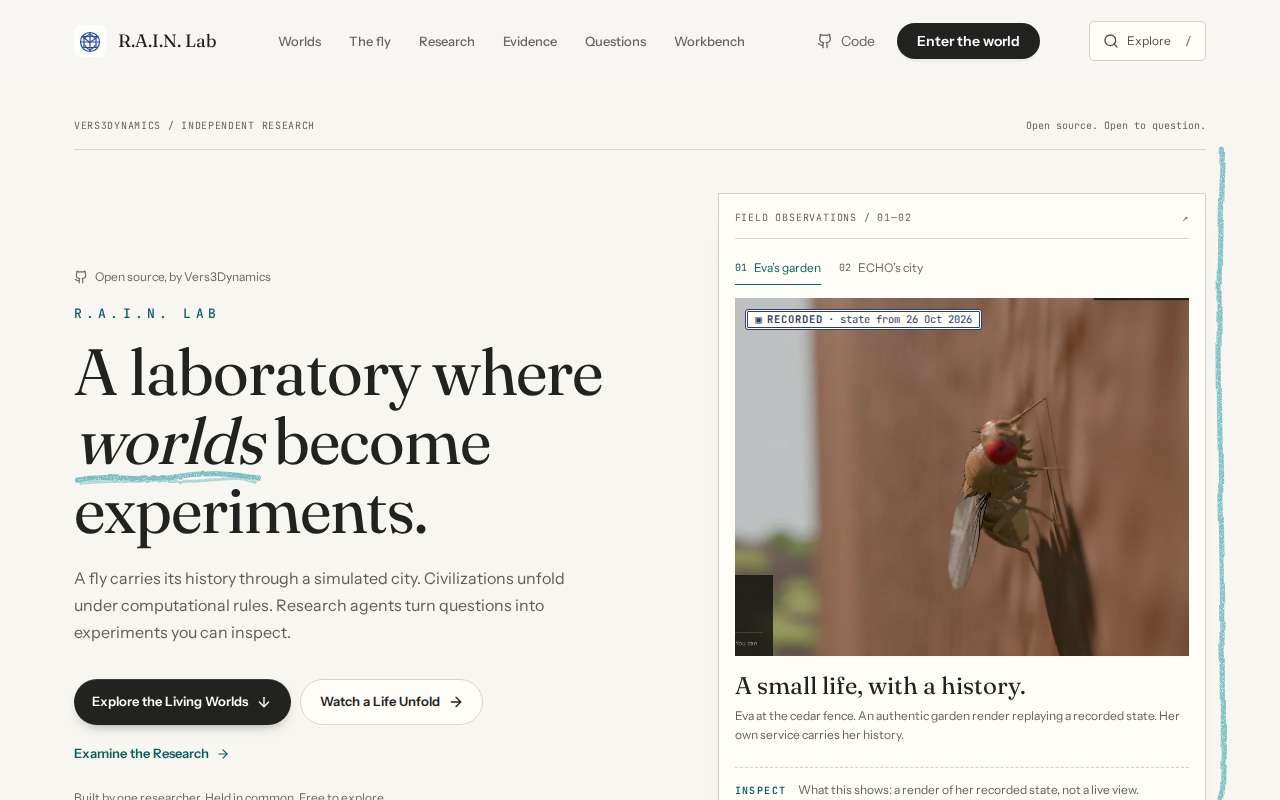 R.A.I.N. Lab
Worlds
The fly
Research
Evidence
Questions
Workbench
Code
Enter the world
Explore /
VERS3DYNAMICS / INDEPENDENT RESEARCH
Open source. Open to question.
Open source, by Vers3Dynamics
R.A.I.N. LAB
A laboratory where
worlds become
experiments.
A fly carries its history through a simulated city. Civilizations unfold
under computational rules. Research agents turn questions into
experiments you can inspect.
Explore the Living Worlds
Watch a Life Unfold
Examine the Research
Built by one researcher. Held in common. Free to explore.
FIELD OBSERVATIONS / 01—02
01 Eva's garden
02 ECHO's city
RECORDED · state from 26 Oct 2026
You can
A small life, with a history.
Eva at the cedar fence. An authentic garden render replaying a recorded state. Her
own service carries her history.
INSPECT What this shows: a render of her recorded state, not a live view.